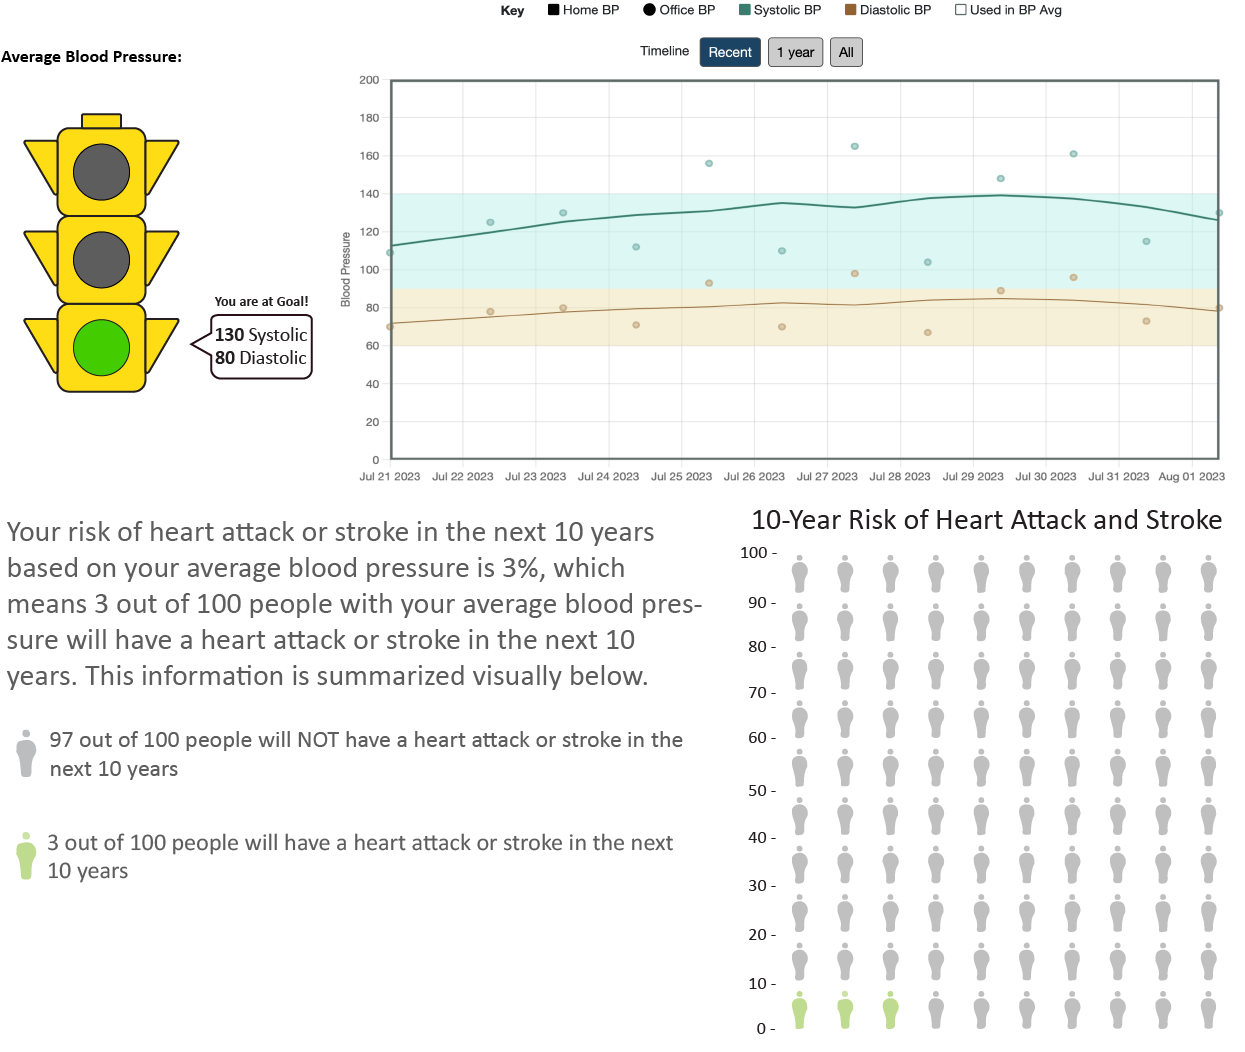 Key Home BP Office BP Systolic BP Diastolic BP Used in BP Avg
Timeline Recent 1 year All
Average Blood Pressure:
You are at Goal!
130 Systolic
80 Diastolic
Blood Pressure
200
180
160
140
120
100
80
60
40
20
0
Jul 21 2023 Jul 22 2023 Jul 23 2023 Jul 24 2023 Jul 25 2023 Jul 26 2023 Jul 27 2023 Jul 28 2023 Jul 29 2023 Jul 30 2023 Jul 31 2023 Aug 01 2023
Your risk of heart attack or stroke in the next 10 years
based on your average blood pressure is 3%, which
means 3 out of 100 people with your average blood pres-
sure will have a heart attack or stroke in the next 10
years. This information is summarized visually below.
97 out of 100 people will NOT have a heart attack or stroke in the
next 10 years
3 out of 100 people will have a heart attack or stroke in the next
10 years
10-Year Risk of Heart Attack and Stroke
100 -
90 -
80 -
70 -
60 -
50 -
40 -
30 -
20 -
10 -
0 -